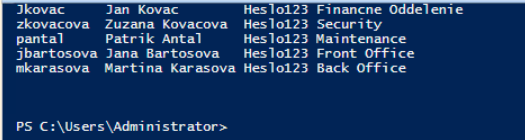 Jkovac Jan Kovac Heslo123 Financne Oddelenie
zkovacova Zuzana Kovacova Heslo123 Security
pantal Patrik Antal Heslo123 Maintenance
jbartosova Jana Bartosova Heslo123 Front Office
mkarasova Martina Karasova Heslo123 Back Office
PS C:\Users\Administrator>